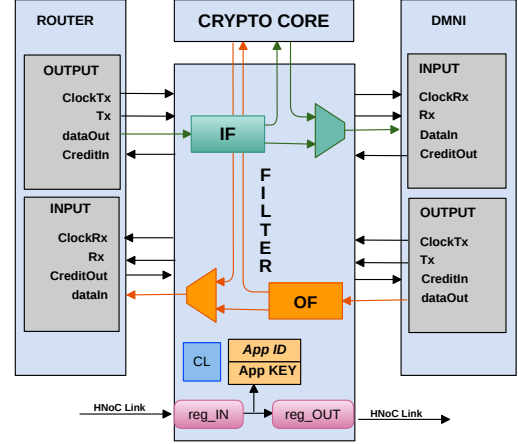 ROUTER
CRYPTO CORE
DMNI
OUTPUT
ClockTx
Tx
dataOut
CreditIn
INPUT
ClockRx
Rx
DataIn
CreditOut
IF
FILTER
INPUT
ClockRx
Rx
CreditOut
dataIn
OUTPUT
ClockTx
Tx
CreditIn
dataOut
OF
CL
App ID
App KEY
HNoC Link
reg_IN
reg_OUT
HNoC Link